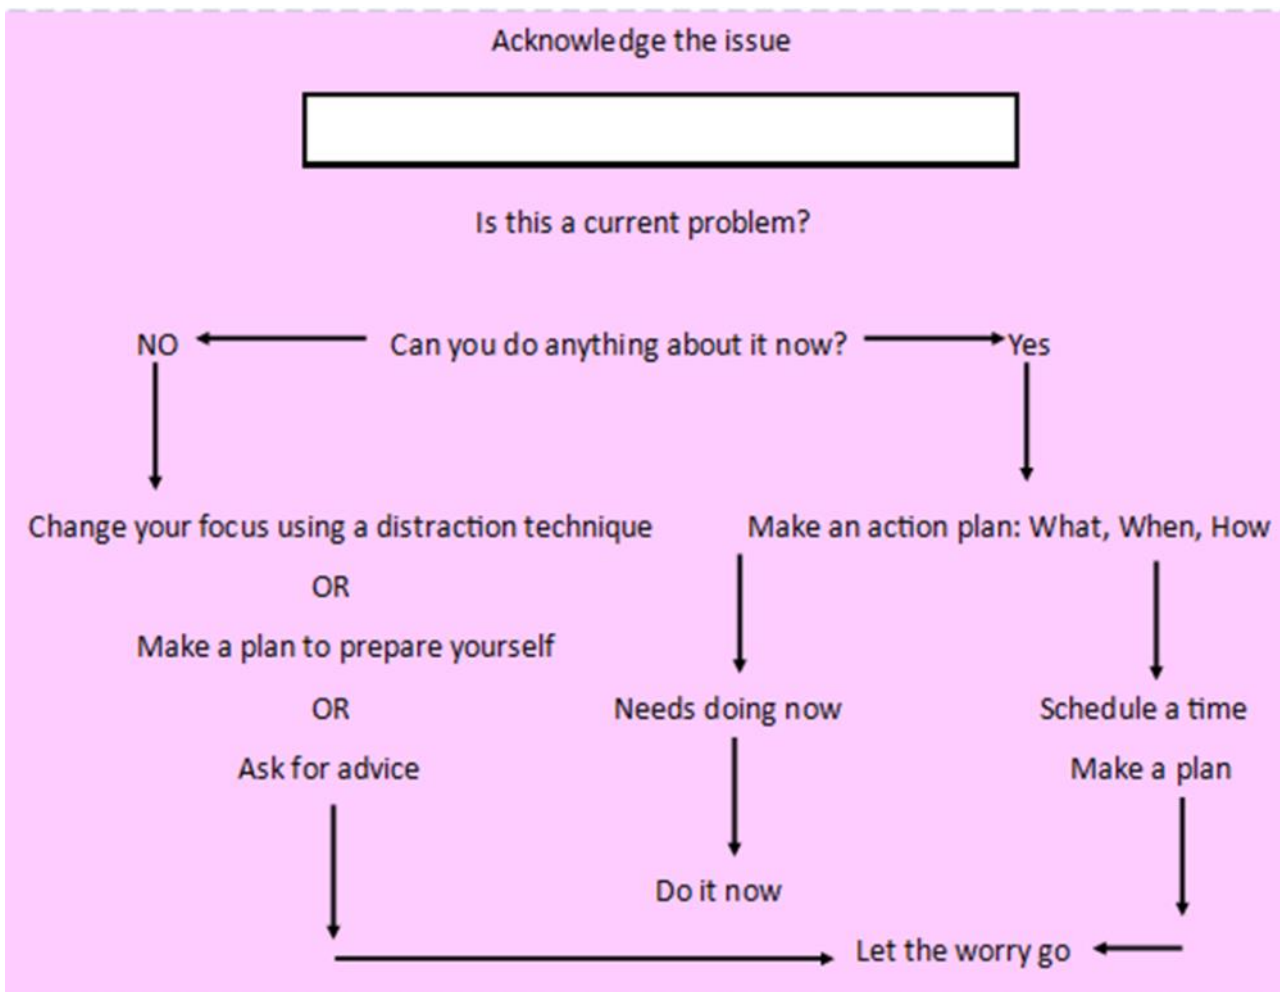 Acknowledge the issue
Is this a current problem?
NO
Can you do anything about it now?
Yes
Change your focus using a distraction technique
OR
Make a plan to prepare yourself
OR
Ask for advice
Make an action plan: What, When, How
Needs doing now
Do it now
Schedule a time
Make a plan
Let the worry go